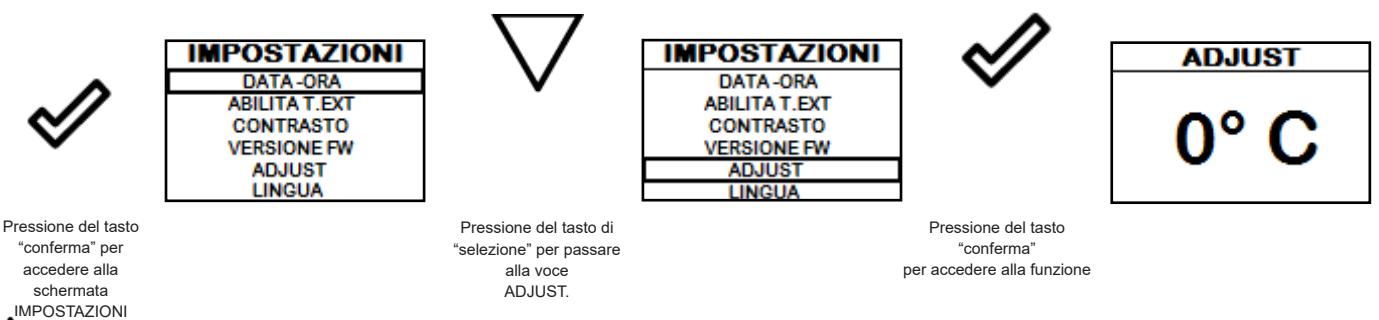 IMPOSTAZIONI
DATA-ORA
ABILITA T.EXT
CONTRASTO
VERSIONE FW
ADJUST
LINGUA
IMPOSTAZIONI
DATA-ORA
ABILITA T.EXT
CONTRASTO
VERSIONE FW
ADJUST
LINGUA
ADJUST
0° C
Pressione del tasto
“conferma” per
accedere alla
schermata
IMPOSTAZIONI
Pressione del tasto di
“selezione” per passare
alla voce
ADJUST.
Pressione del tasto
“conferma”
per accedere alla funzione